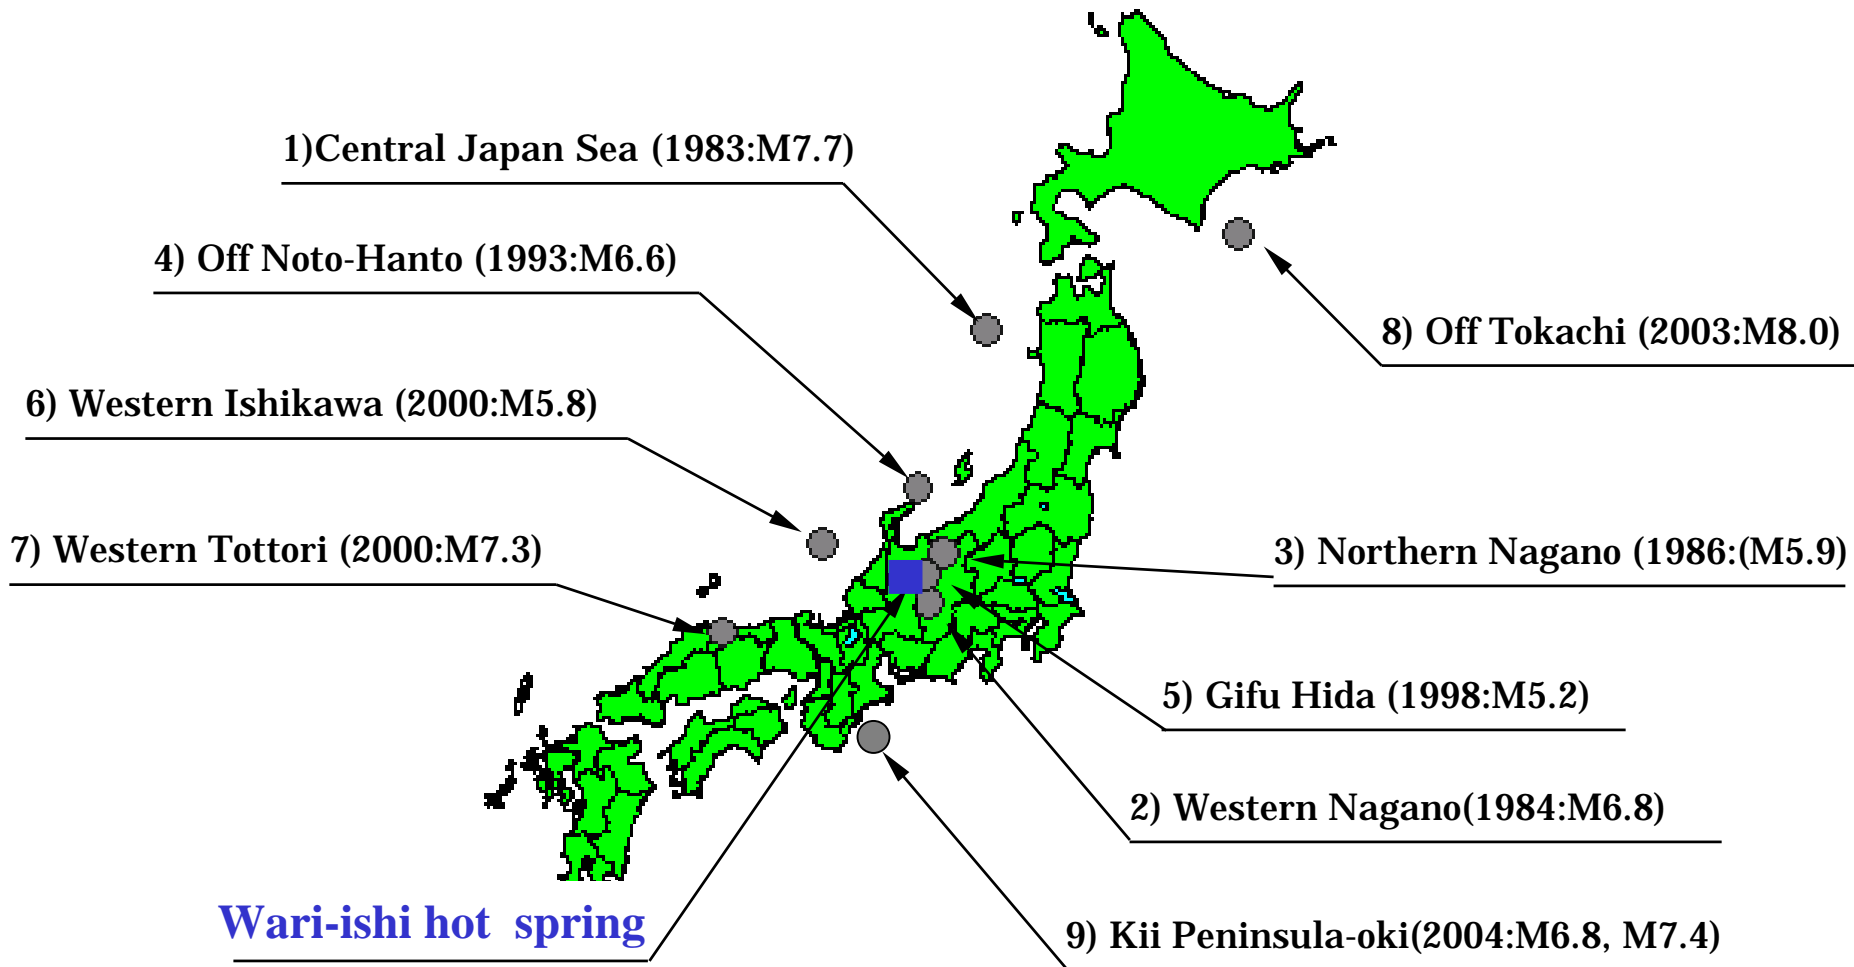 1)Central Japan Sea (1983:M7.7)
4) Off Noto-Hanto (1993:M6.6)
8) Off Tokachi (2003:M8.0)
6) Western Ishikawa (2000:M5.8)
7) Western Tottori (2000:M7.3)
3) Northern Nagano (1986:(M5.9)
5) Gifu Hida (1998:M5.2)
2) Western Nagano(1984:M6.8)
Wari-ishi hot spring
9) Kii Peninsula-oki(2004:M6.8, M7.4)